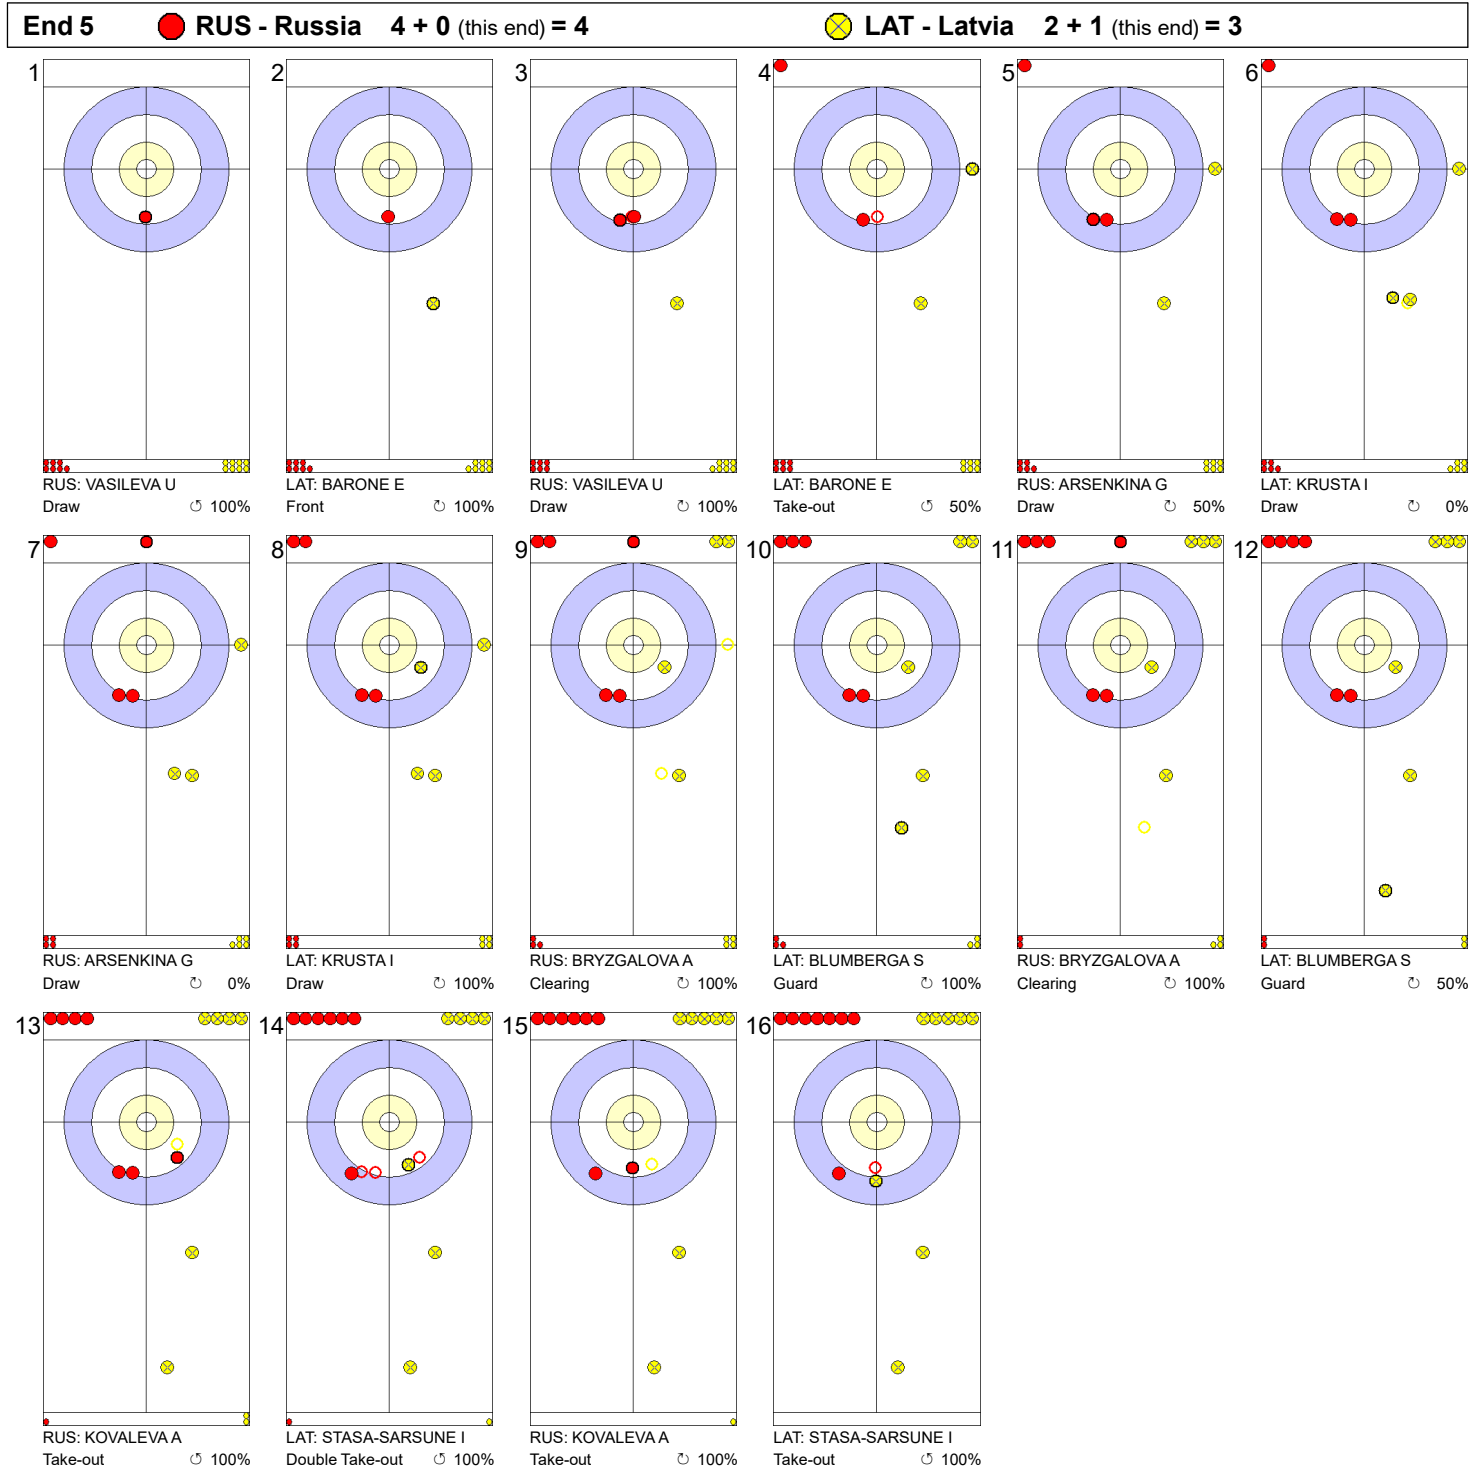 End 5 RUS - Russia 4 + 0 (this end) = 4 LAT - Latvia 2 + 1 (this end) = 3
1 2 3 4 5 6
RUS: VASILEVA U LAT: BARONE E RUS: VASILEVA U LAT: BARONE E RUS: ARSENKINA G LAT: KRUSTA I
Draw ↺ 100% Front ↻ 100% Draw ↻ 100% Take-out ↺ 50% Draw ↺ 50% Draw ↻ 0%
7 8 9 10 11 12
RUS: ARSENKINA G LAT: KRUSTA I RUS: BRYZGALOVA A LAT: BLUMBERGA S RUS: BRYZGALOVA A LAT: BLUMBERGA S
Draw ↻ 0% Draw ↻ 100% Clearing ↻ 100% Guard ↻ 100% Clearing ↻ 100% Guard ↻ 50%
13 14 15 16
RUS: KOVALEVA A LAT: STASA-SARSUNE I RUS: KOVALEVA A LAT: STASA-SARSUNE I
Take-out ↺ 100% Double Take-out ↺ 100% Take-out ↻ 100% Take-out ↻ 100%